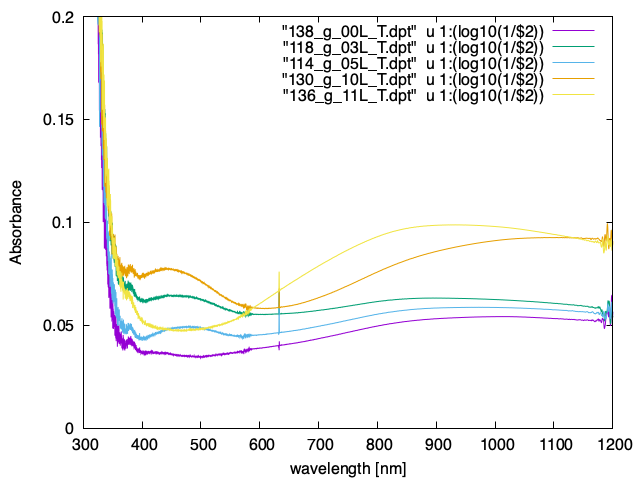 "138_g_00L_T.dpt" u 1:(log10(1/$2))
"118_g_03L_T.dpt" u 1:(log10(1/$2))
"114_g_05L_T.dpt" u 1:(log10(1/$2))
"130_g_10L_T.dpt" u 1:(log10(1/$2))
"136_g_11L_T.dpt" u 1:(log10(1/$2))
0.2
0.15
0.1
0.05
0
Absorbance
300 400 500 600 700 800 900 1000 1100 1200
wavelength [nm]